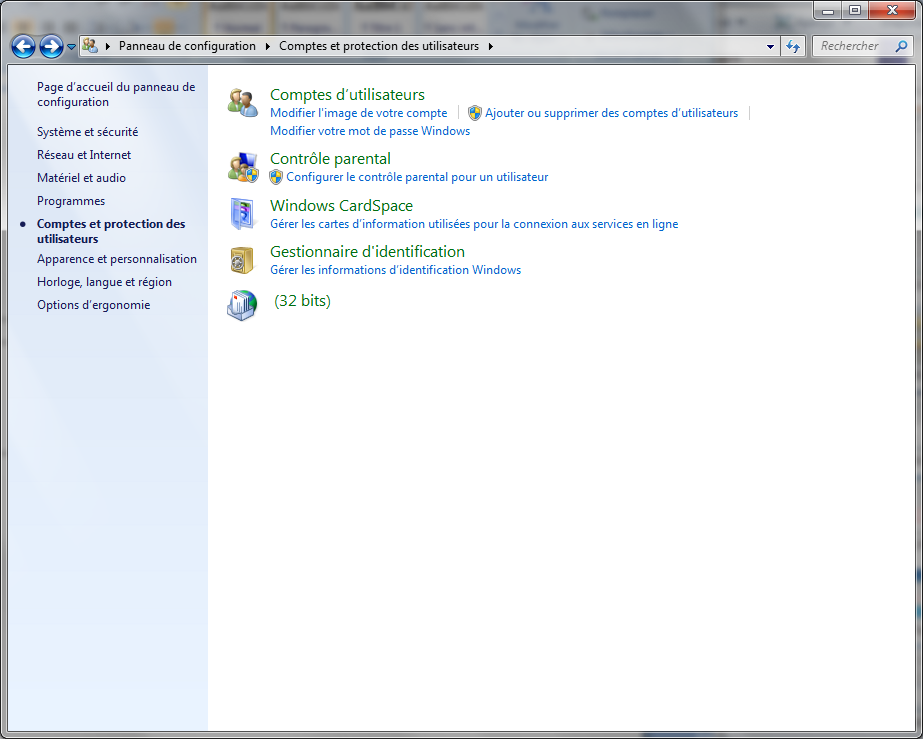 Panneau de configuration
Comptes et protection des utilisateurs
Rechercher
Page d’accueil du panneau de
configuration
Système et sécurité
Réseau et Internet
Matériel et audio
Programmes
Comptes et protection des
utilisateurs
Apparence et personnalisation
Horloge, langue et région
Options d’ergonomie
Comptes d’utilisateurs
Modifier l’image de votre compte
Ajouter ou supprimer des comptes d’utilisateurs
Modifier votre mot de passe Windows
Contrôle parental
Configurer le contrôle parental pour un utilisateur
Windows CardSpace
Gérer les cartes d’information utilisées pour la connexion aux services en ligne
Gestionnaire d’identification
Gérer les informations d’identification Windows
(32 bits)